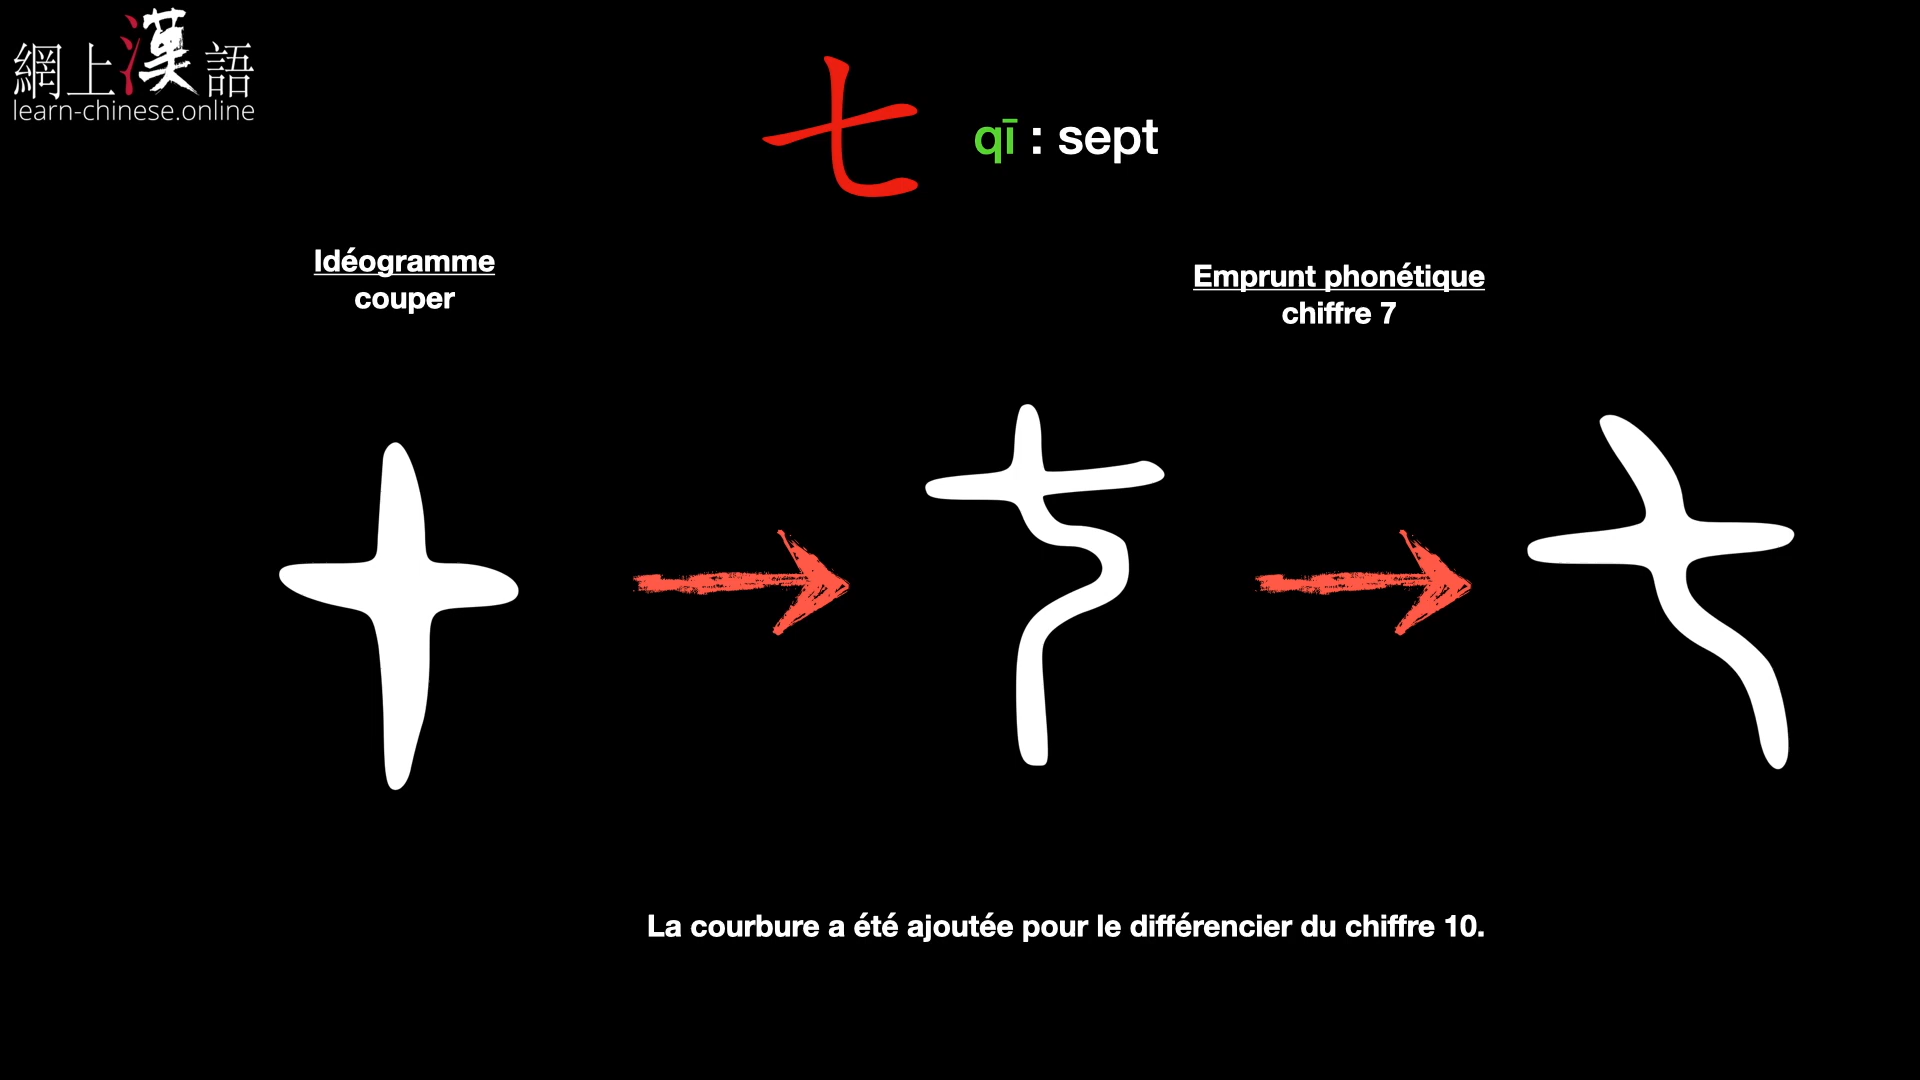 網上漢語
learn-chinese.online
七 qī : sept
Idéogramme
couper
Emprunt phonétique
chiffre 7
La courbure a été ajoutée pour le différencier du chiffre 10.